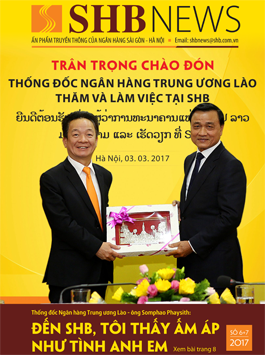 SHB NEWS
ẤN PHẨM TRUYỀN THÔNG CỦA NGÂN HÀNG SÀI GÒN - HÀ NỘI Email: shbnews@shb.com.vn
TRÂN TRỌNG CHÀO ĐÓN
THỐNG ĐỐC NGÂN HÀNG TRUNG ƯƠNG LÀO
THĂM VÀ LÀM VIỆC TẠI SHB
Hà Nội, 03. 03. 2017
Thống đốc Ngân hàng Trung ương Lào - ông Somphao Phaysith:
ĐẾN SHB, TÔI THẤY ẤM ÁP
NHƯ TÌNH ANH EM
Xem bài trang 8
SỐ 6+7
2017